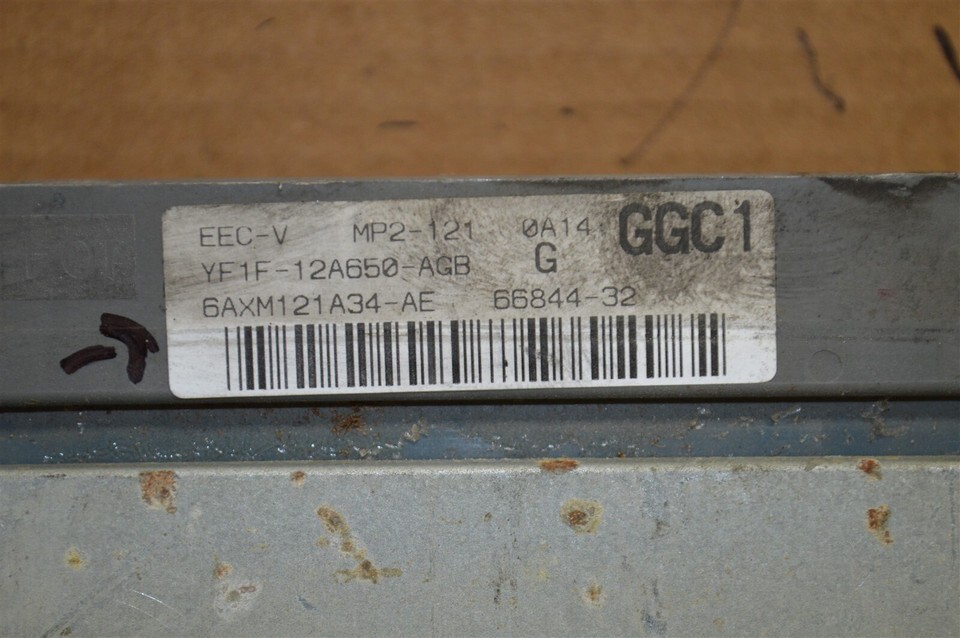 EEC-V MP2-121 0A14 GGC1
YF1F-12A650-AGB G
6AXM121A34-AE 66844-32